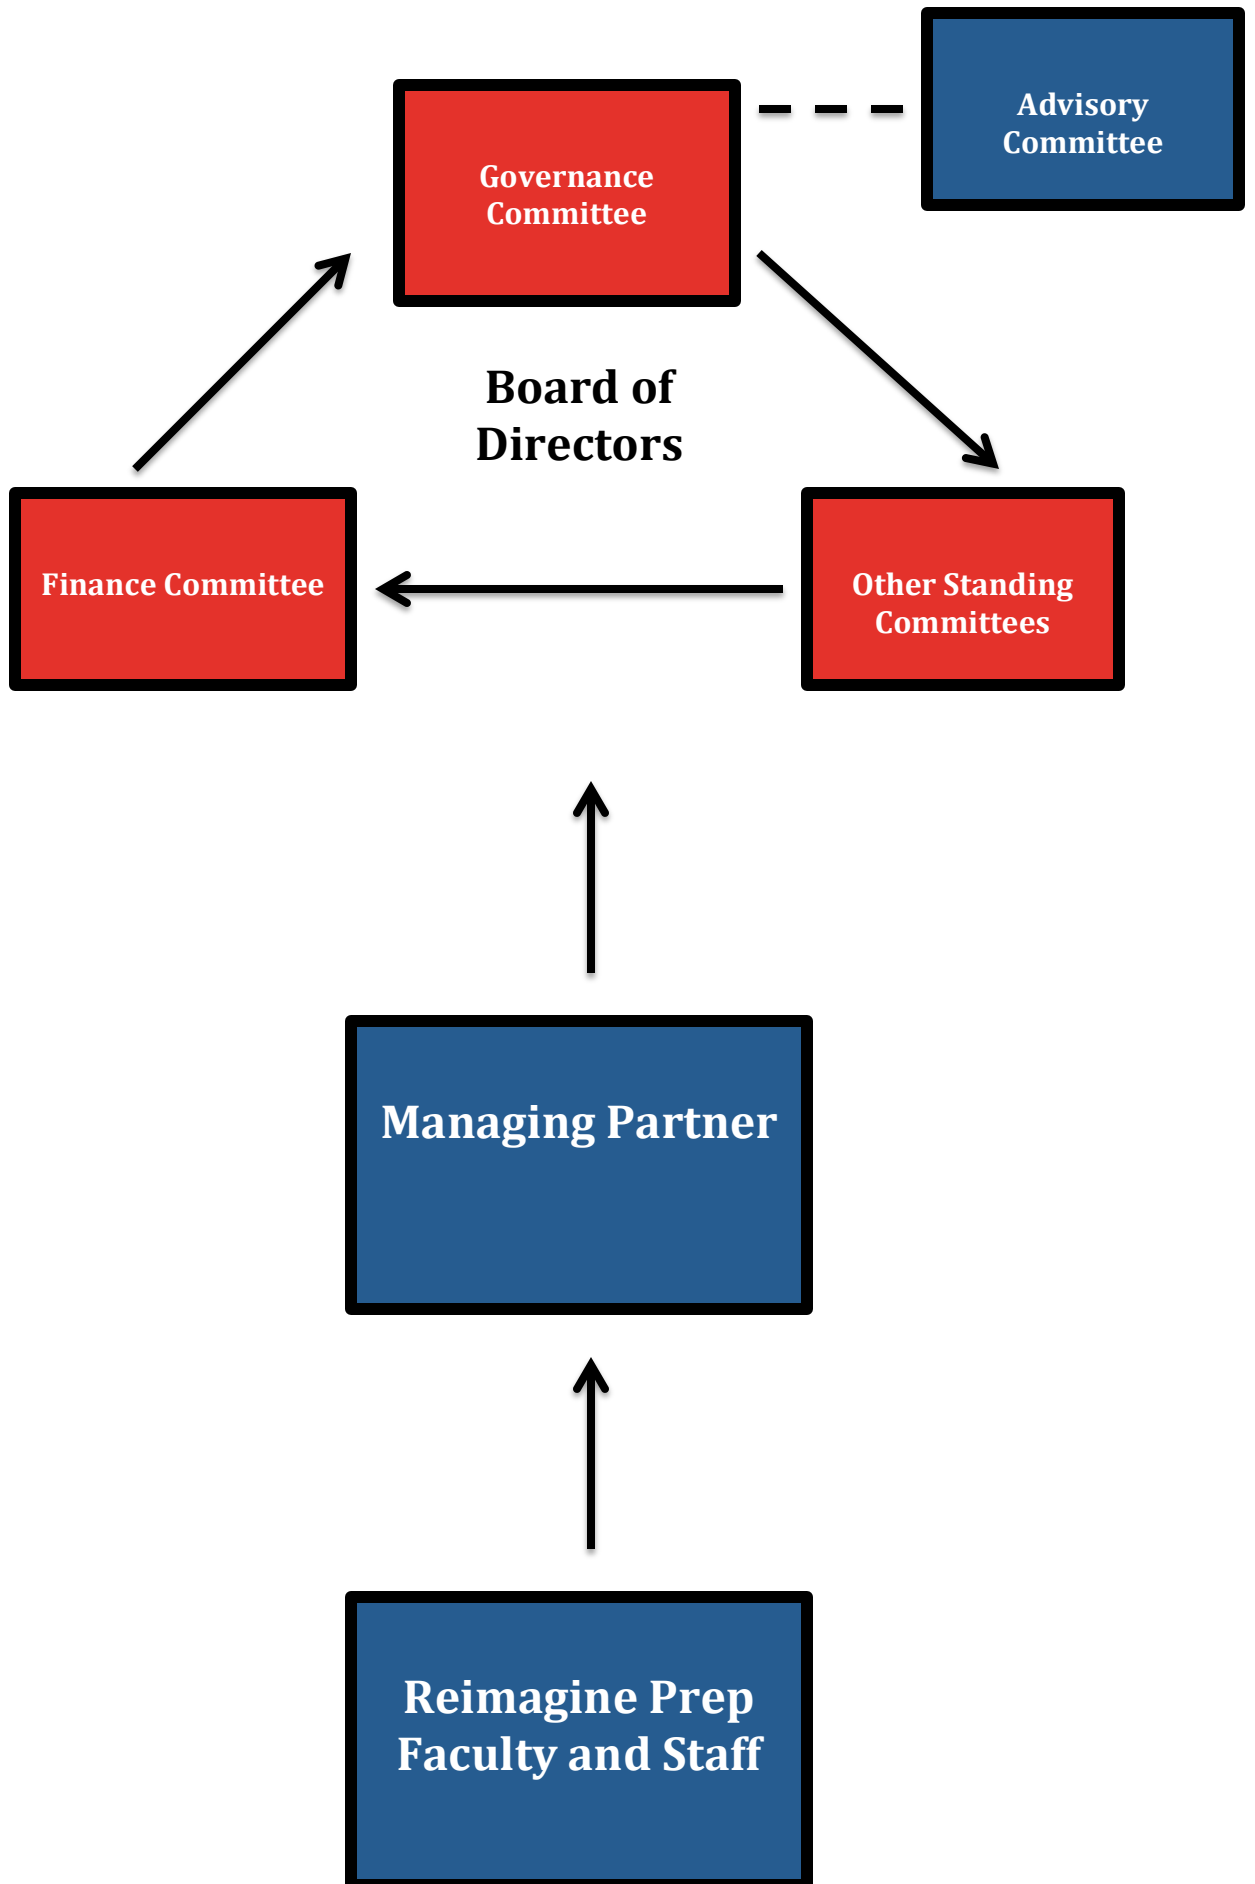 Advisory
Committee
Governance
Committee
Board of
Directors
Finance Committee
Other Standing
Committees
Managing Partner
Reimagine Prep
Faculty and Staff